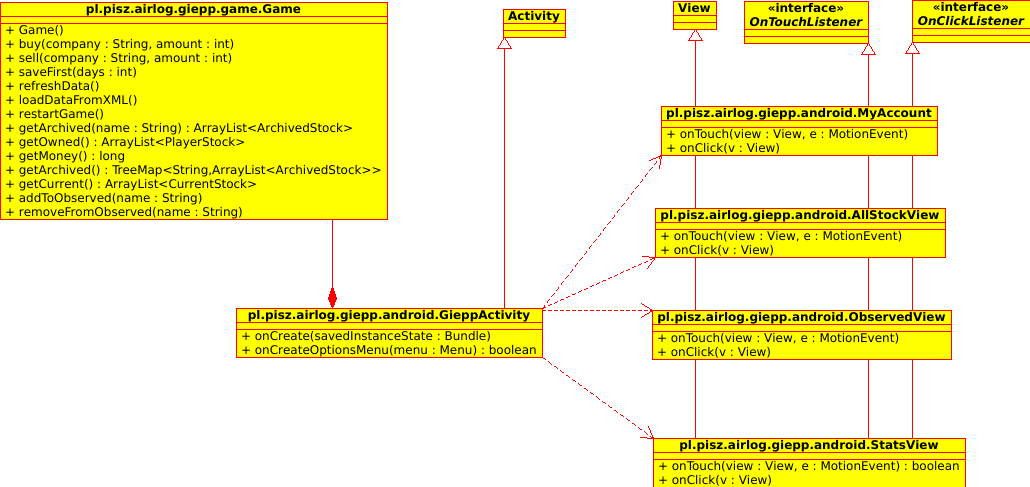 pl.pisz.airlog.giepp.game.Game
+ Game()
+ buy(company : String, amount : int)
+ sell(company : String, amount : int)
+ saveFirst(days : int)
+ refreshData()
+ loadDataFromXML()
+ restartGame()
+ getArchived(name : String) : ArrayList<ArchivedStock>
+ getOwned() : ArrayList<PlayerStock>
+ getMoney() : long
+ getArchived() : TreeMap<String,ArrayList<ArchivedStock>>
+ getCurrent() : ArrayList<CurrentStock>
+ addToObserved(name : String)
+ removeFromObserved(name : String)
Activity
View
«interface»
OnTouchListener
«interface»
OnClickListener
pl.pisz.airlog.giepp.android.MyAccount
+ onTouch(view : View, e : MotionEvent)
+ onClick(v : View)
pl.pisz.airlog.giepp.android.AllStockView
+ onTouch(view : View, e : MotionEvent)
+ onClick(v : View)
pl.pisz.airlog.giepp.android.GieppActivity
+ onCreate(savedInstanceState : Bundle)
+ onCreateOptionsMenu(menu : Menu) : boolean
pl.pisz.airlog.giepp.android.ObservedView
+ onTouch(view : View, e : MotionEvent)
+ onClick(v : View)
pl.pisz.airlog.giepp.android.StatsView
+ onTouch(view : View, e : MotionEvent) : boolean
+ onClick(v : View)